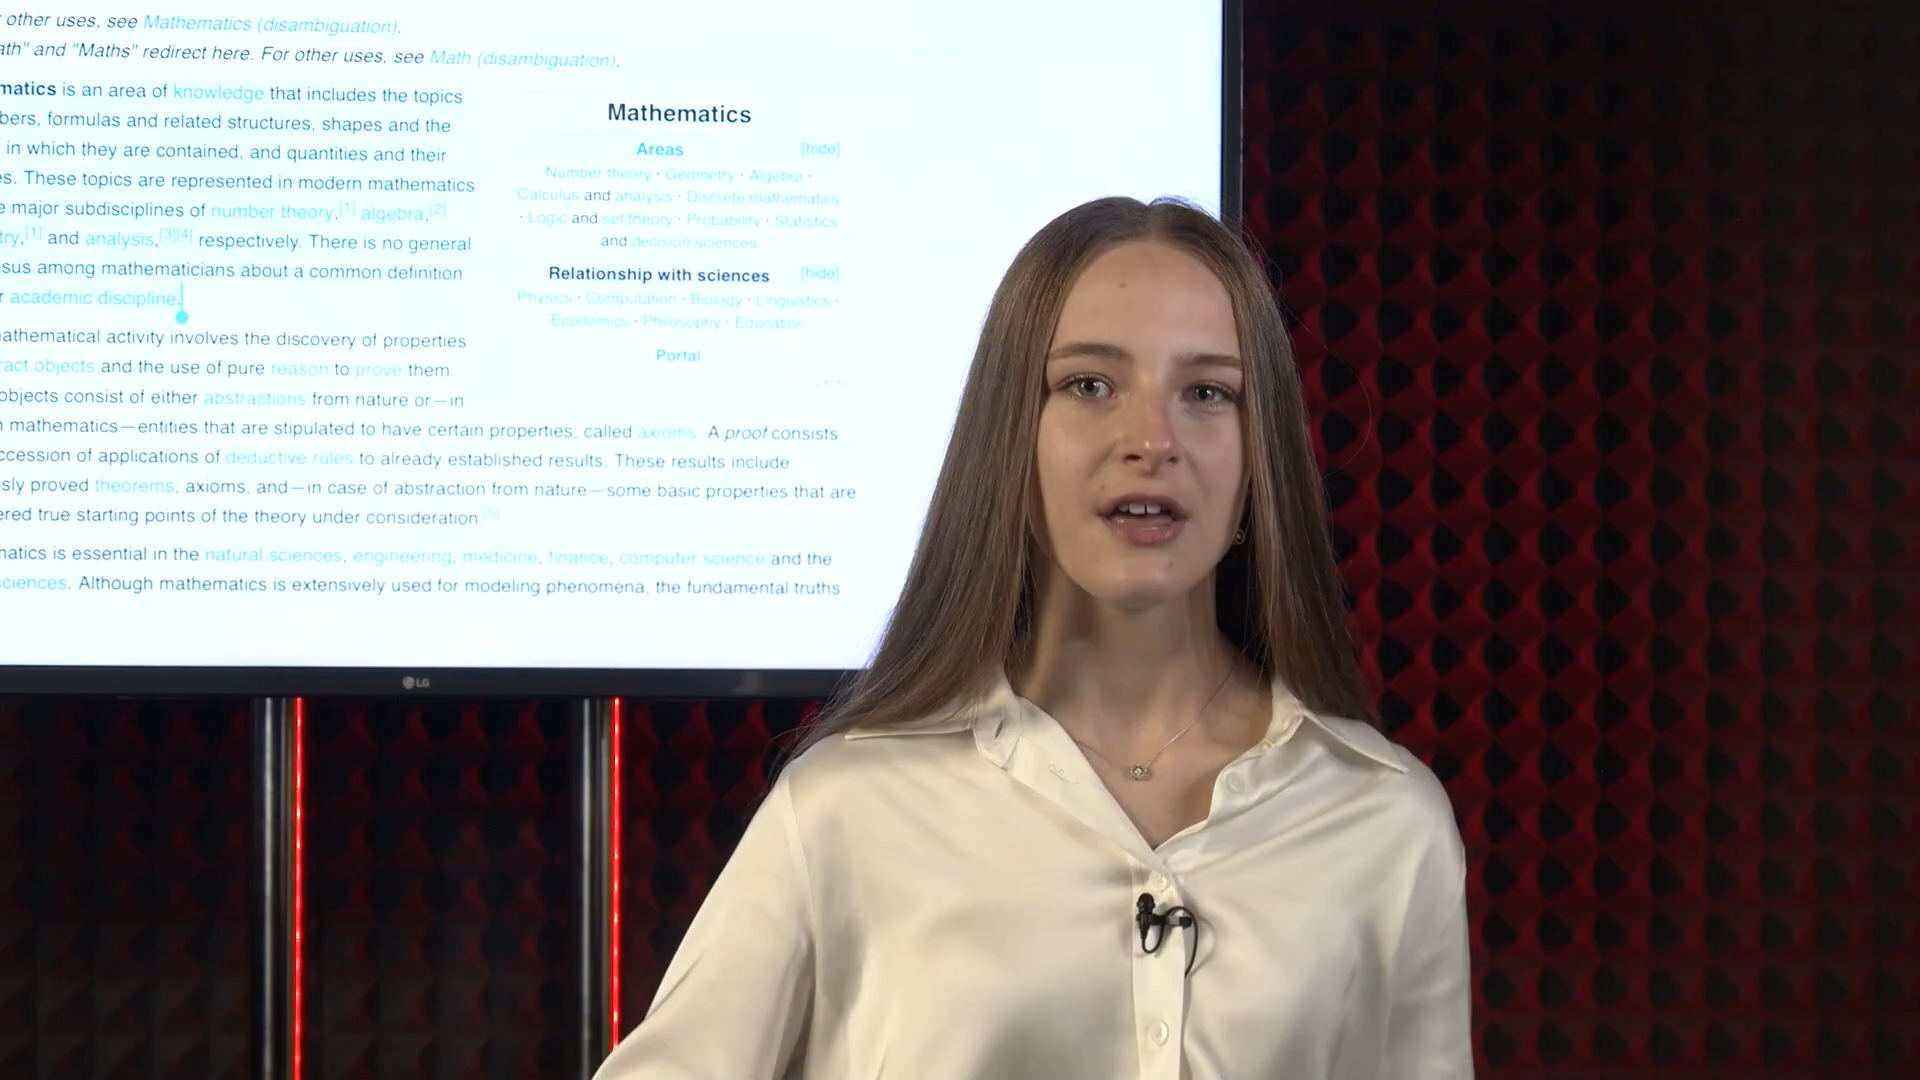 other uses, see Mathematics (disambiguation).
ath" and "Maths" redirect here. For other uses, see Math (disambiguation).
matics is an area of knowledge that includes the topics
bers, formulas and related structures, shapes and the
in which they are contained, and quantities and their
es. These topics are represented in modern mathematics
e major subdisciplines of number theory,[1] algebra,[2]
try,[1] and analysis,[3][4] respectively. There is no general
sus among mathematicians about a common definition
r academic discipline.
Mathematics
Areas [hide]
Number theory · Geometry · Algebra ·
Calculus and analysis · Discrete mathematics
· Logic and set theory · Probability · Statistics
and decision sciences
Relationship with sciences [hide]
Physics · Computation · Biology · Linguistics ·
Economics · Philosophy · Education
Portal
athematical activity involves the discovery of properties
ract objects and the use of pure reason to prove them.
objects consist of either abstractions from nature or—in
n mathematics—entities that are stipulated to have certain properties, called axioms. A proof consists
ccession of applications of deductive rules to already established results. These results include
sly proved theorems, axioms, and—in case of abstraction from nature—some basic properties that are
ered true starting points of the theory under consideration.[5]
matics is essential in the natural sciences, engineering, medicine, finance, computer science and the
sciences. Although mathematics is extensively used for modeling phenomena, the fundamental truths
LG